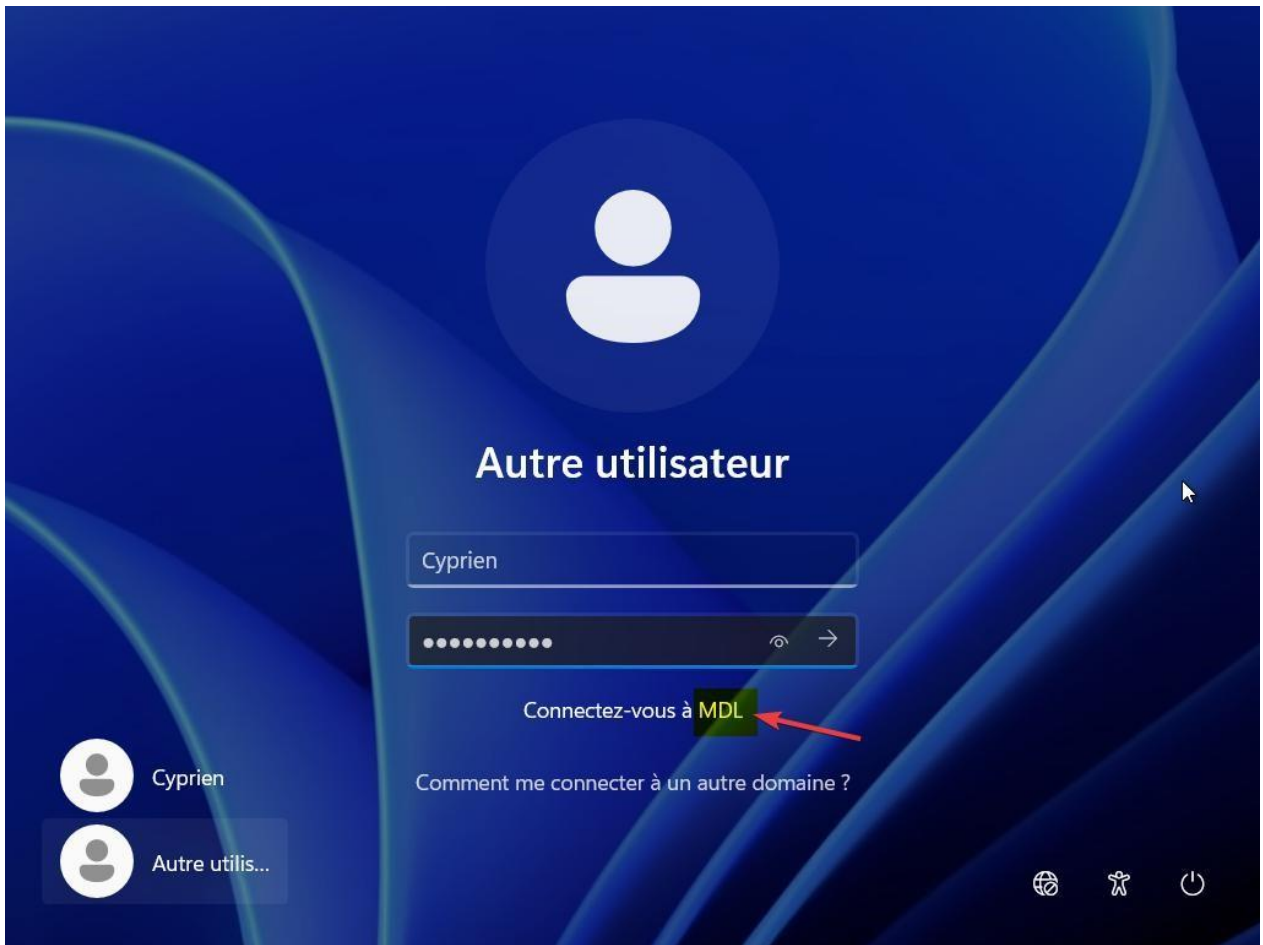 Autre utilisateur
Cyprien
Connectez-vous à MDL
Comment me connecter à un autre domaine ?
Cyprien
Autre utilis...